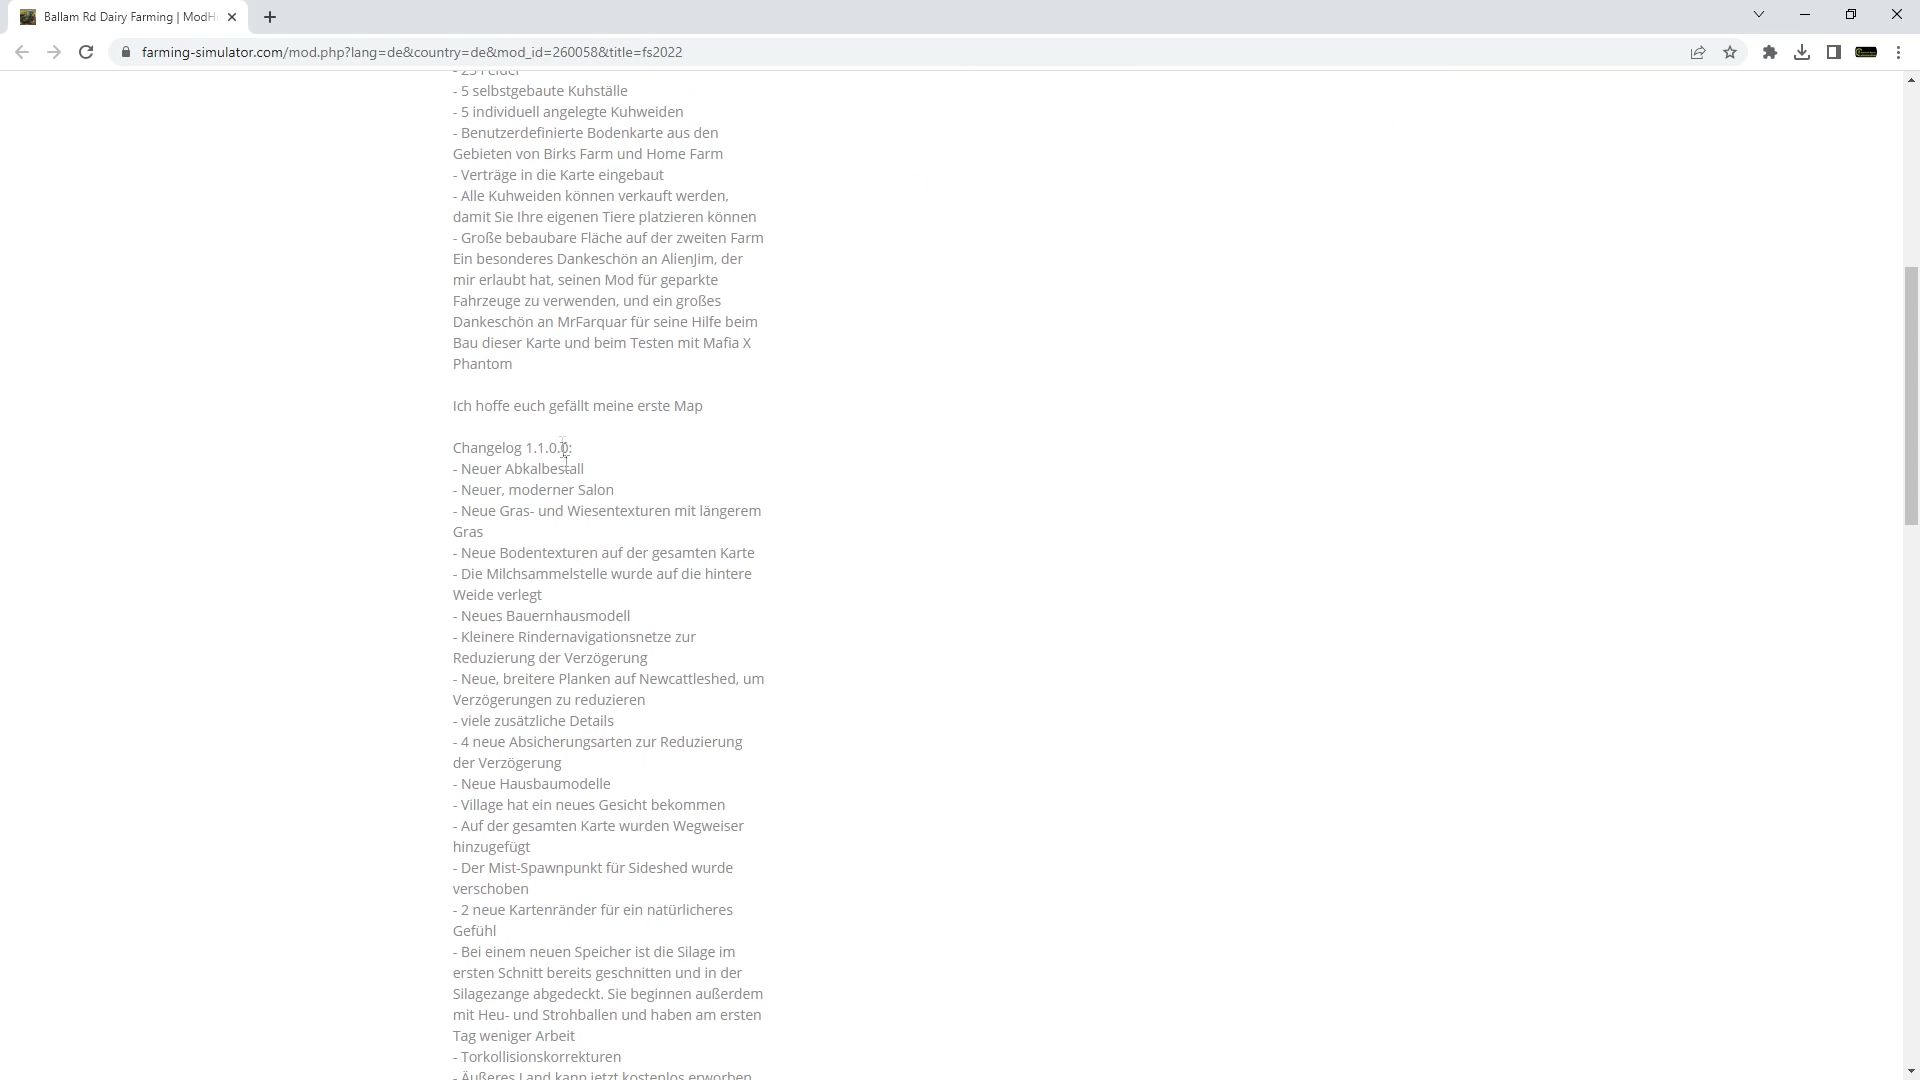 Ballam Rd Dairy Farming | ModH
farming-simulator.com/mod.php?lang=de&country=de&mod_id=260058&title=fs2022
- 25 Felder
- 5 selbstgebaute Kuhställe
- 5 individuell angelegte Kuhweiden
- Benutzerdefinierte Bodenkarte aus den
Gebieten von Birks Farm und Home Farm
- Verträge in die Karte eingebaut
- Alle Kuhweiden können verkauft werden,
damit Sie Ihre eigenen Tiere platzieren können
- Große bebaubare Fläche auf der zweiten Farm
Ein besonderes Dankeschön an AlienJim, der
mir erlaubt hat, seinen Mod für geparkte
Fahrzeuge zu verwenden, und ein großes
Dankeschön an MrFarquar für seine Hilfe beim
Bau dieser Karte und beim Testen mit Mafia X
Phantom
Ich hoffe euch gefällt meine erste Map
Changelog 1.1.0.0:
- Neuer Abkalbestall
- Neuer, moderner Salon
- Neue Gras- und Wiesentexturen mit längerem
Gras
- Neue Bodentexturen auf der gesamten Karte
- Die Milchsammelstelle wurde auf die hintere
Weide verlegt
- Neues Bauernhausmodell
- Kleinere Rindernavigationsnetze zur
Reduzierung der Verzögerung
- Neue, breitere Planken auf Newcattleshed, um
Verzögerungen zu reduzieren
- viele zusätzliche Details
- 4 neue Absicherungsarten zur Reduzierung
der Verzögerung
- Neue Hausbaumodelle
- Village hat ein neues Gesicht bekommen
- Auf der gesamten Karte wurden Wegweiser
hinzugefügt
- Der Mist-Spawnpunkt für Sideshed wurde
verschoben
- 2 neue Kartenränder für ein natürlicheres
Gefühl
- Bei einem neuen Speicher ist die Silage im
ersten Schnitt bereits geschnitten und in der
Silagezange abgedeckt. Sie beginnen außerdem
mit Heu- und Strohballen und haben am ersten
Tag weniger Arbeit
- Torkollisionskorrekturen
- Äußeres Land kann jetzt kostenlos erworben